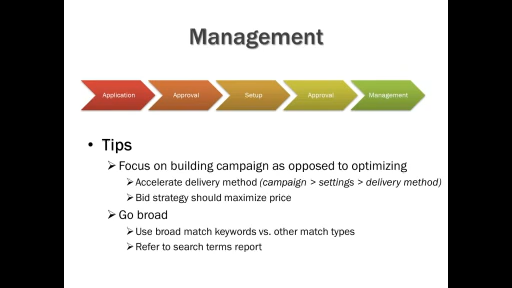 Management
Application
Approval
Setup
Approval
Management
• Tips
Focus on building campaign as opposed to optimizing
Accelerate delivery method (campaign > settings > delivery method)
Bid strategy should maximize price
Go broad
Use broad match keywords vs. other match types
Refer to search terms report